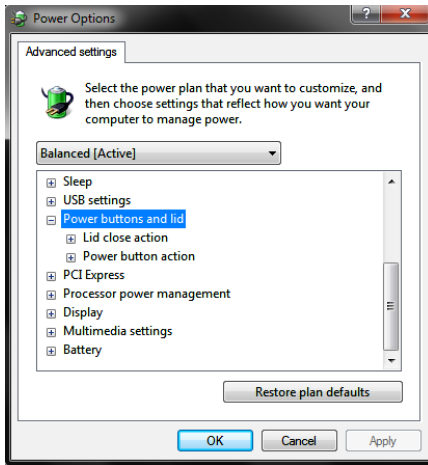 Power Options
Advanced settings
Select the power plan that you want to customize, and
then choose settings that reflect how you want your
computer to manage power.
Balanced [Active]
Sleep
USB settings
Power buttons and lid
Lid close action
Power button action
PCI Express
Processor power management
Display
Multimedia settings
Battery
Restore plan defaults
OK Cancel Apply